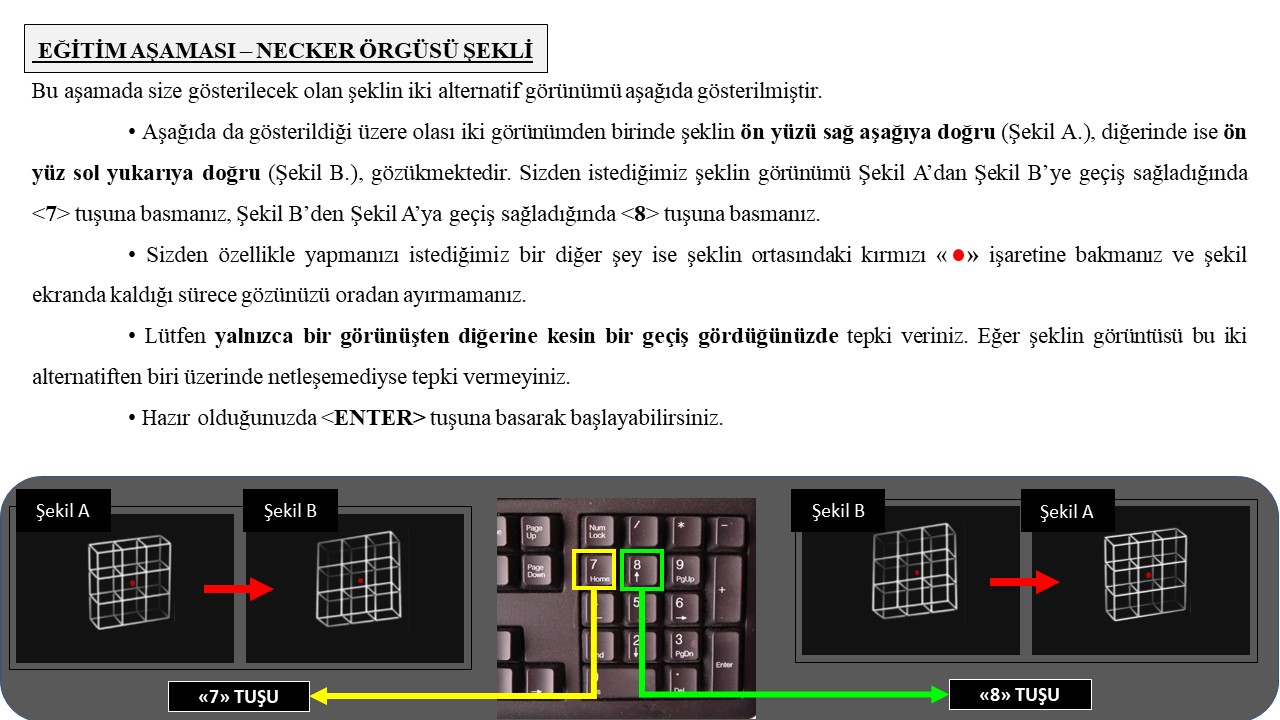 EĞİTİM AŞAMASI – NECKER ÖRGÜSÜ ŞEKLİ
Bu aşamada size gösterilecek olan şeklin iki alternatif görünümü aşağıda gösterilmiştir.
• Aşağıda da gösterildiği üzere olası iki görünümden birinde şeklin ön yüzü sağ aşağıya doğru (Şekil A.), diğerinde ise ön
yüz sol yukarıya doğru (Şekil B.), gözükmektedir. Sizden istediğimiz şeklin görünümü Şekil A’dan Şekil B’ye geçiş sağladığında
<7> tuşuna basmanız, Şekil B’den Şekil A’ya geçiş sağladığında <8> tuşuna basmanız.
• Sizden özellikle yapmanızı istediğimiz bir diğer şey ise şeklin ortasındaki kırmızı «●» işaretine bakmanız ve şekil
ekranda kaldığı sürece gözünüzü oradan ayırmamanız.
• Lütfen yalnızca bir görünüşten diğerine kesin bir geçiş gördüğünüzde tepki veriniz. Eğer şeklin görüntüsü bu iki
alternatiften biri üzerinde netleşemediyse tepki vermeyiniz.
• Hazır olduğunuzda <ENTER> tuşuna basarak başlayabilirsiniz.
Şekil A
Şekil B
Page Up
Num Lock
/
*
–
Page Down
7 Home
8 ↑
9 PgUp
+
5
6 →
2 ↓
3 PgDn
Enter
Şekil B
Şekil A
«7» TUŞU
«8» TUŞU